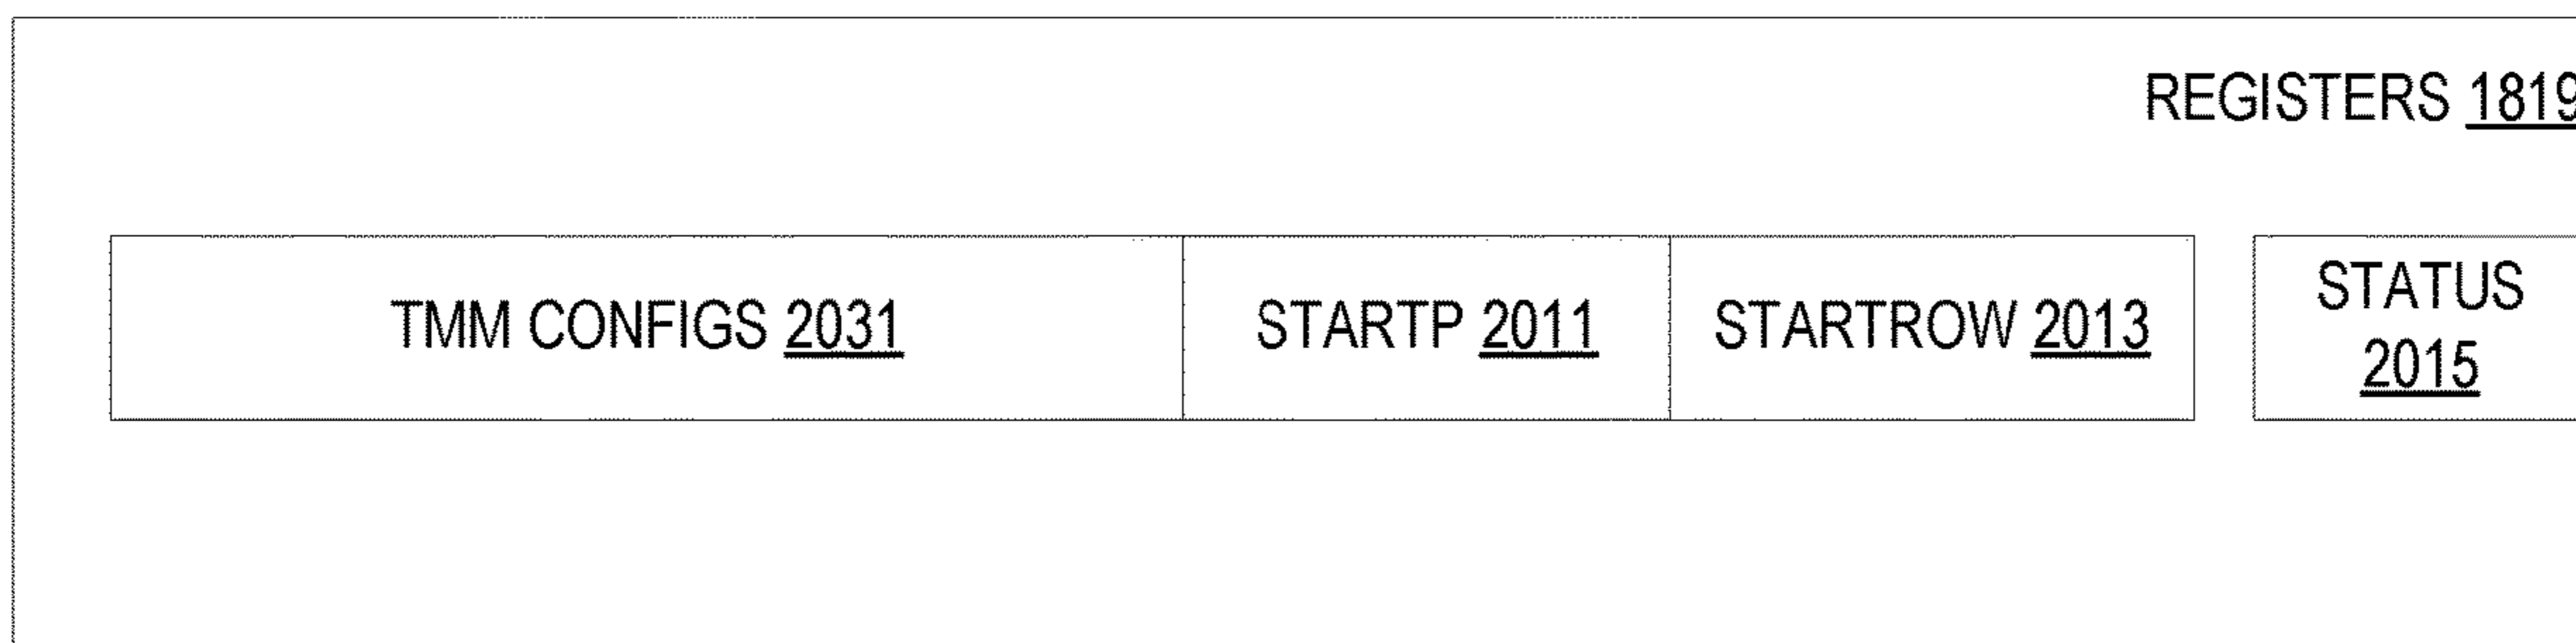 REGISTERS 1819
TMM CONFIGS 2031
STARTP 2011
STARTROW 2013
STATUS
2015